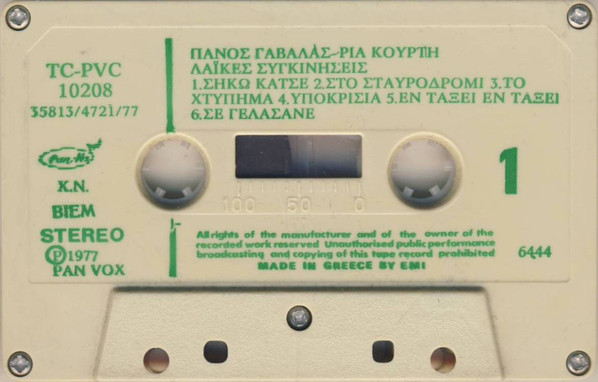 ΠΑΝΟΣ ΓΑΒΑΛΑΣ-ΡΙΑ ΚΟΥΡΤΗ
ΛΑΪΚΕΣ ΣΥΓΚΙΝΗΣΕΙΣ
1.ΣΗΚΩ ΚΑΤΣΕ 2.ΣΤΟ ΣΤΑΥΡΟΔΡΟΜΙ 3.ΤΟ
ΧΤΥΠΗΜΑ 4.ΥΠΟΚΡΙΣΙΑ 5.ΕΝ ΤΑΞΕΙ ΕΝ ΤΑΞΕΙ
6.ΣΕ ΓΕΛΑΣΑΝΕ
TC-PVC
10208
35813/4721/77
Pan-Vox
K.N.
BIEM
STEREO
Ⓟ1977
PAN VOX
1
100 50 0
All rights of the manufacturer and of the owner of the
recorded work reserved Unauthorised public performance
broadcasting and copying of this tape record prohibited
MADE IN GREECE BY EMI
6444